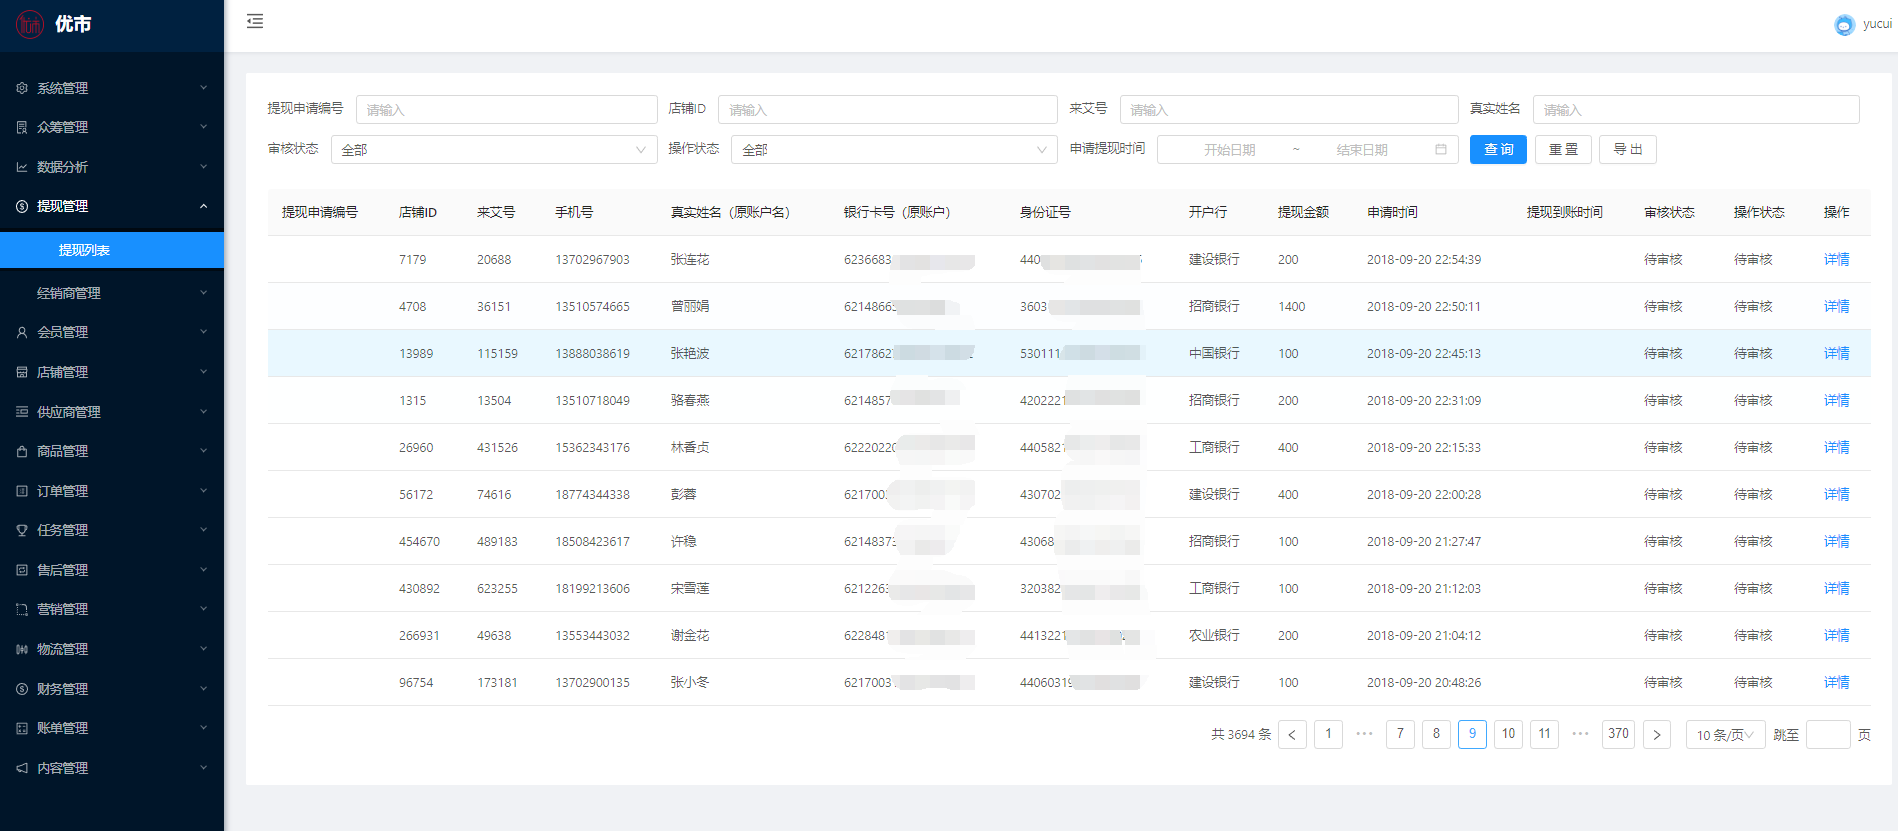 优市
yucui
系统管理
众筹管理
数据分析
提现管理
提现列表
经销商管理
会员管理
店铺管理
供应商管理
商品管理
订单管理
任务管理
售后管理
营销管理
物流管理
财务管理
账单管理
内容管理
提现申请编号 请输入 店铺ID 请输入 来艾号 请输入 真实姓名 请输入
审核状态 全部 操作状态 全部 申请提现时间 开始日期 ~ 结束日期 查 询 重 置 导 出
提现申请编号 店铺ID 来艾号 手机号 真实姓名（原账户名） 银行卡号（原账户） 身份证号 开户行 提现金额 申请时间 提现到账时间 审核状态 操作状态 操作
7179 20688 13702967903 张连花 6236683 440 建设银行 200 2018-09-20 22:54:39 待审核 待审核 详情
4708 36151 13510574665 曾丽娟 6214866 3603 招商银行 1400 2018-09-20 22:50:11 待审核 待审核 详情
13989 115159 13888038619 张艳波 6217862 530111 中国银行 100 2018-09-20 22:45:13 待审核 待审核 详情
1315 13504 13510718049 骆春燕 6214857 4202221 招商银行 200 2018-09-20 22:31:09 待审核 待审核 详情
26960 431526 15362343176 林香贞 62220220 4405821 工商银行 400 2018-09-20 22:15:33 待审核 待审核 详情
56172 74616 18774344338 彭蓉 621700 430702 建设银行 400 2018-09-20 22:00:28 待审核 待审核 详情
454670 489183 18508423617 许稳 6214837 43068 招商银行 100 2018-09-20 21:27:47 待审核 待审核 详情
430892 623255 18199213606 宋雪莲 621226 320382 工商银行 100 2018-09-20 21:12:03 待审核 待审核 详情
266931 49638 13553443032 谢金花 622848 4413221 农业银行 200 2018-09-20 21:04:12 待审核 待审核 详情
96754 173181 13702900135 张小冬 6217003 4406031 建设银行 100 2018-09-20 20:48:26 待审核 待审核 详情
共 3694 条 < 1 ••• 7 8 9 10 11 ••• 370 > 10 条/页 跳至 页